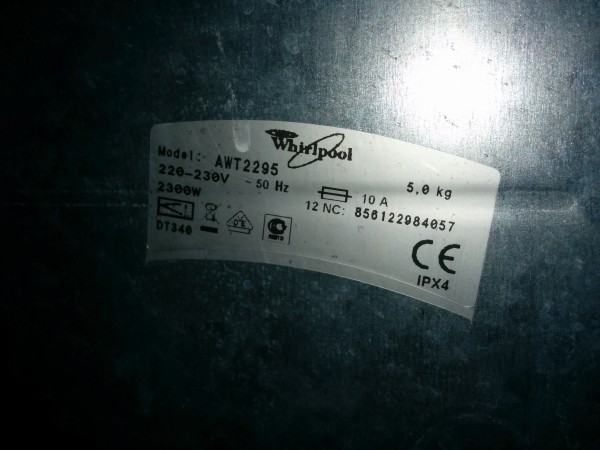 Whirlpool
Model: AWT2295
220-230V ~ 50 Hz
2300W
10 A
5,0 kg
12 NC: 856122984057
DT340
CE
IPX4